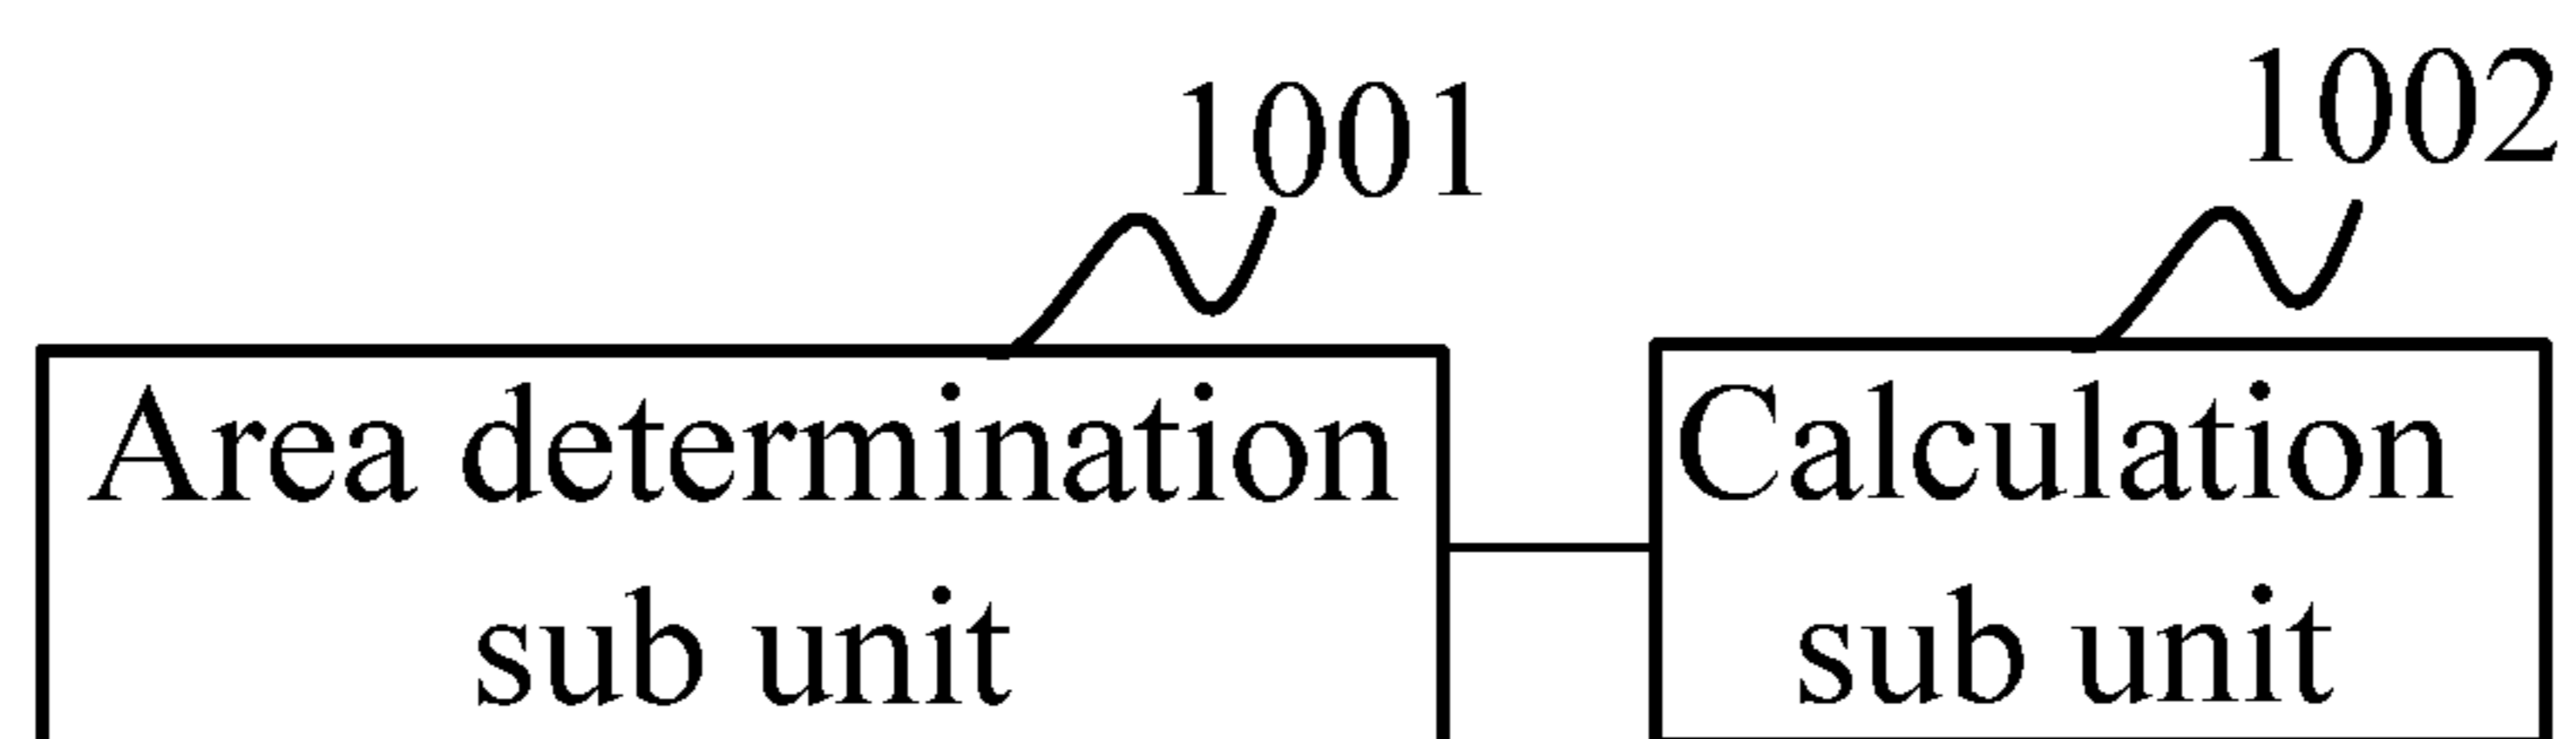 1001
1002
Area determination
sub unit
Calculation
sub unit